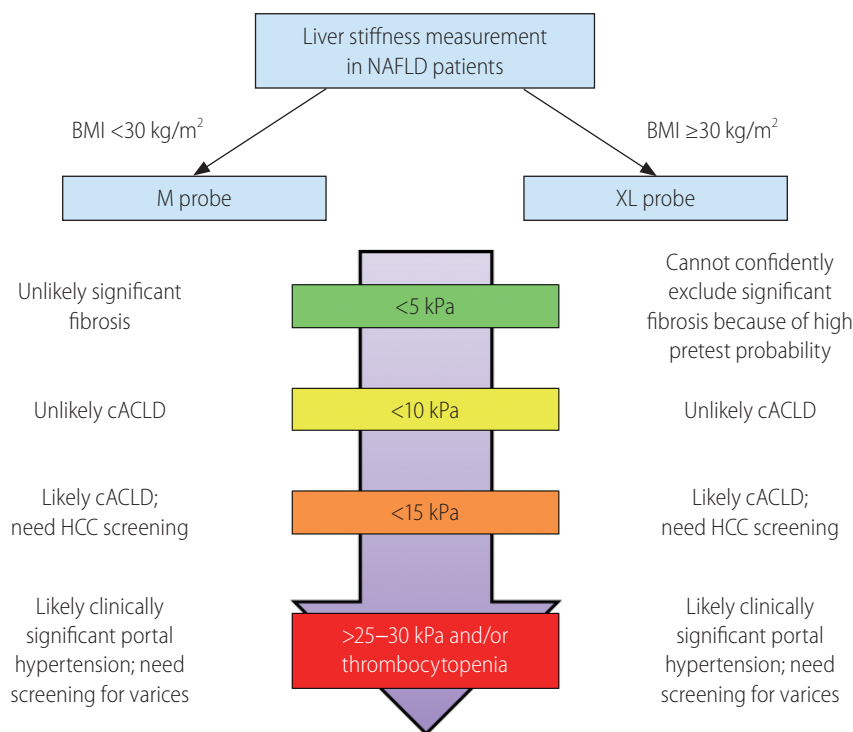 Liver stiffness measurement
in NAFLD patients
BMI <30 kg/m²
BMI ≥30 kg/m²
M probe
XL probe
Unlikely significant
fibrosis
<5 kPa
Cannot confidently
exclude significant
fibrosis because of high
pretest probability
Unlikely cACLD
<10 kPa
Unlikely cACLD
Likely cACLD;
need HCC screening
<15 kPa
Likely cACLD;
need HCC screening
Likely clinically
significant portal
hypertension; need
screening for varices
>25–30 kPa and/or
thrombocytopenia
Likely clinically
significant portal
hypertension; need
screening for varices